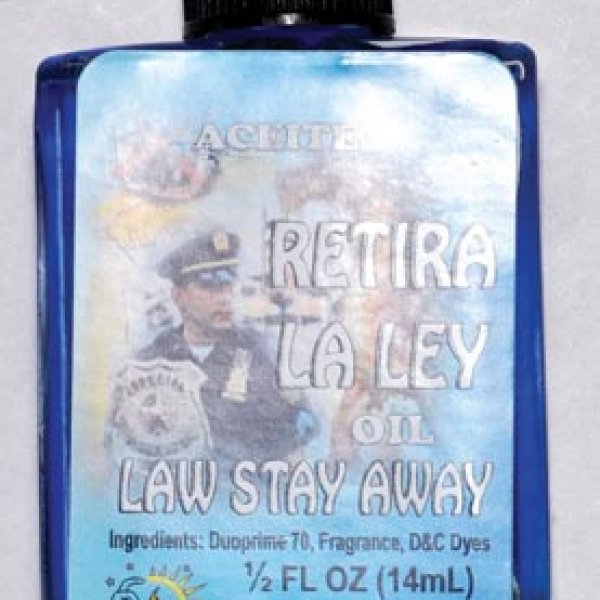 ACEITE
RETIRA
LA LEY
OIL
LAW STAY AWAY
Ingredients: Duoprime 70, Fragrance, D&C Dyes
½ FL OZ (14mL)